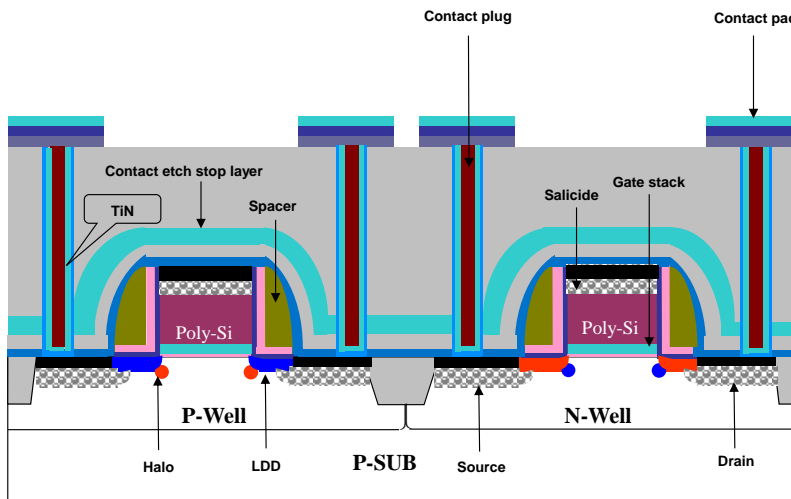 Contact plug
Contact pad
Contact etch stop layer
TiN
Spacer
Salicide
Gate stack
Poly-Si
Poly-Si
P-Well
N-Well
Halo
LDD
P-SUB
Source
Drain